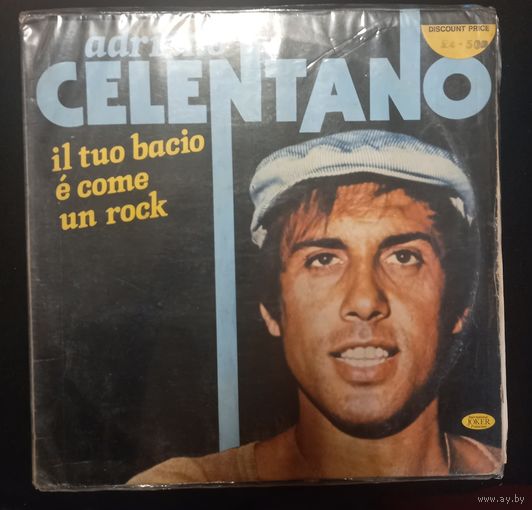 adriano
CELENTANO
DISCOUNT PRICE
il tuo bacio
é come
un rock
JOKER
www.ay.by